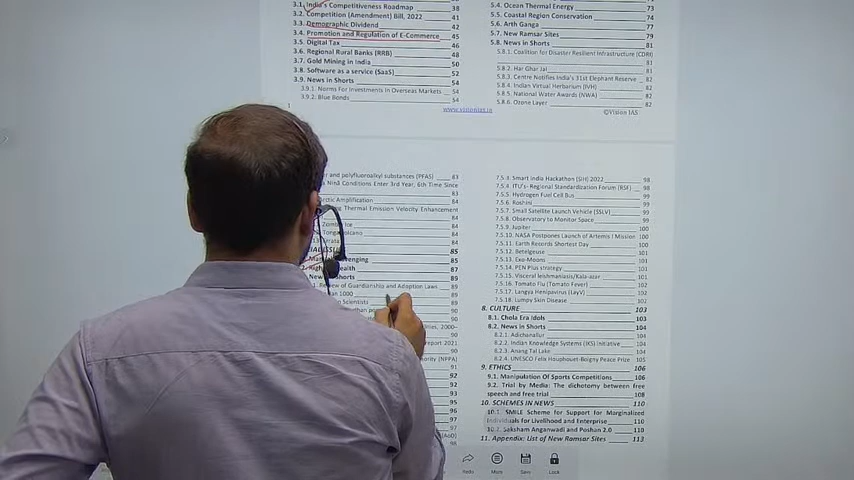 3.1. India's Competitiveness Roadmap 38
3.2. Competition (Amendment) Bill, 2022 41
3.3. Demographic Dividend 42
3.4. Promotion and Regulation of E-Commerce 45
3.5. Digital Tax 46
3.6. Regional Rural Banks (RRB) 48
3.7. Gold Mining in India 50
3.8. Software as a service (SaaS) 52
3.9. News in Shorts 54
3.9.1. Norms For Investments In Overseas Markets 54
3.9.2. Blue Bonds 54
5.4. Ocean Thermal Energy 74
5.5. Coastal Region Conservation 74
5.6. Arth Ganga 77
5.7. New Ramsar Sites 79
5.8. News in Shorts 81
5.8.1. Coalition for Disaster Resilient Infrastructure (CDRI)
81
5.8.2. Har Ghar Jal 81
5.8.3. Centre Notifies India's 31st Elephant Reserve 82
5.8.4. Indian Virtual Herbarium (IVH) 82
5.8.5. National Water Awards (NWA) 82
5.8.6. Ozone Layer 82
1
www.visionias.in
©Vision IAS
and polyfluoroalkyl substances (PFAS) 83
Conditions Enter 3rd Year, 6th Time Since
83
Amplification 84
Thermal Emission Velocity Enhancement
84
84
84
84
85
85
Health 87
89
Review of Guardianship and Adoption Laws 89
1000 89
Scientists 89
90
2000–
90
report 2021
90
(NPPA)
91
92
93
95
96
97
98
7.5.3. Smart India Hackathon (SIH) 2022 98
7.5.4. ITU's- Regional Standardization Forum (RSF) 99
7.5.5. Hydrogen Fuel Cell Bus 99
7.5.6. Roshini 99
7.5.7. Small Satellite Launch Vehicle (SSLV) 99
7.5.8. Observatory to Monitor Space 99
7.5.9. Jupiter 100
7.5.10. NASA Postpones Launch of Artemis I Mission 100
7.5.11. Earth Records Shortest Day 100
7.5.12. Betelgeuse 101
7.5.13. Exo-Moons 101
7.5.14. PEN Plus strategy 101
7.5.15. Visceral leishmaniasis/Kala-azar 101
7.5.16. Tomato Flu (Tomato Fever) 102
7.5.17. Langya Henipavirus (LayV) 102
7.5.18. Lumpy Skin Disease 102
8. CULTURE 103
8.1. Chola Era Idols 103
8.2. News in Shorts 104
8.2.1. Adichanallur 104
8.2.2. Indian Knowledge Systems (IKS) Initiative 104
8.2.3. Anang Tal Lake 104
8.2.4. UNESCO Felix Houphouet-Boigny Peace Prize 105
9. ETHICS 106
9.1. Manipulation Of Sports Competitions 106
9.2. Trial by Media: The dichotomy between free
speech and free trial 108
10. SCHEMES IN NEWS 110
10.1. SMILE Scheme for Support for Marginalized
Individuals for Livelihood and Enterprise 110
10.2. Saksham Anganwadi and Poshan 2.0 110
11. Appendix: List of New Ramsar Sites 113
Redo More Save Lock